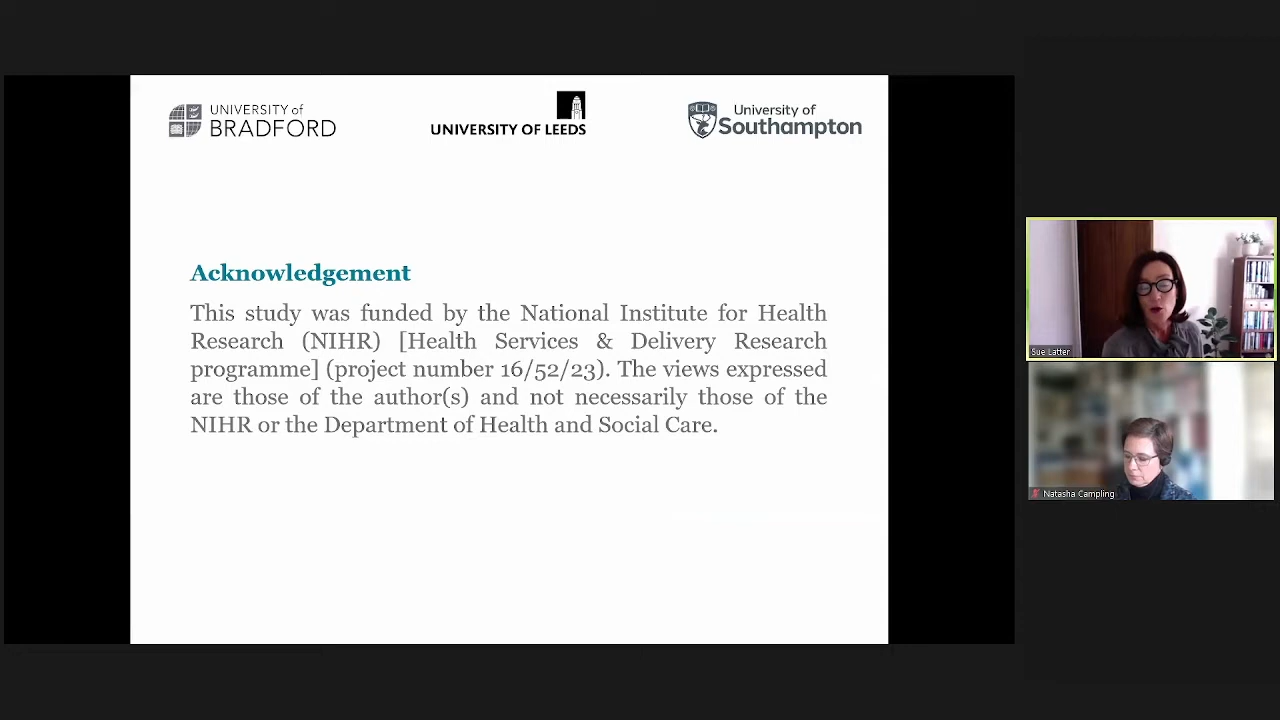 UNIVERSITY of
BRADFORD
UNIVERSITY OF LEEDS
University of
Southampton
Acknowledgement
This study was funded by the National Institute for Health
Research (NIHR) [Health Services & Delivery Research
programme] (project number 16/52/23). The views expressed
are those of the author(s) and not necessarily those of the
NIHR or the Department of Health and Social Care.
Sue Latter
Natasha Campling